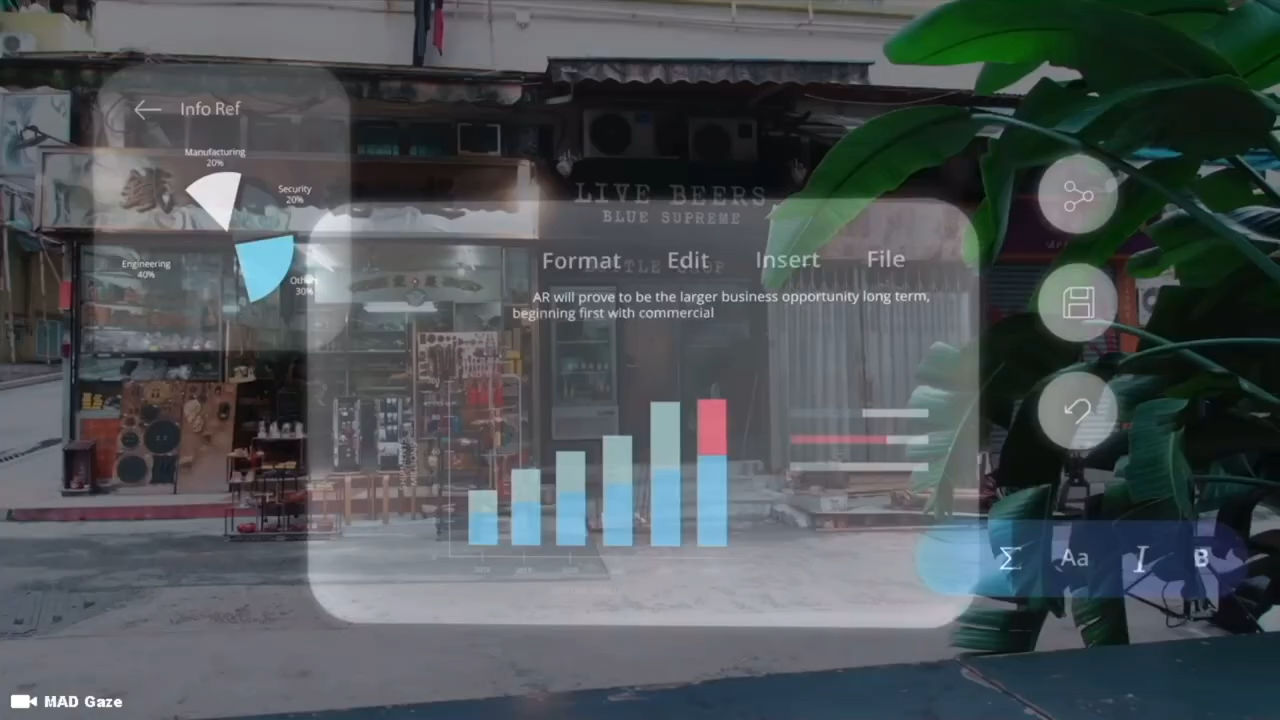 Info Ref
Manufacturing
20%
Security
20%
Engineering
40%
Others
30%
LIVE BEERS
BLUE SUPREME
Format Edit Insert File
AR will prove to be the larger business opportunity long term,
beginning first with commercial
Σ Aa I B
MAD Gaze